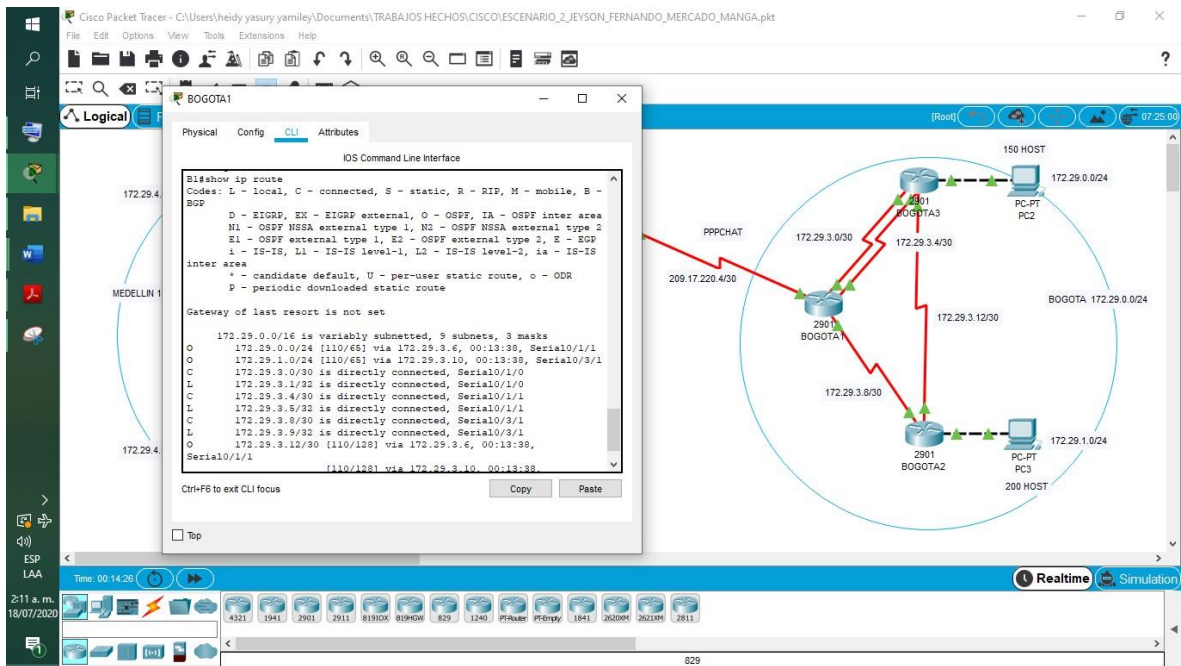 Cisco Packet Tracer - C:\Users\heidy yasury yamiley\Documents\TRABAJOS HECHOS\CISCO\ESCENARIO_2_JEYSON_FERNANDO_MERCADO_MANGA.pkt
File Edit Options View Tools Extensions Help
?
Logical
[Root]
07:25:00
BOGOTA1
Physical Config CLI Attributes
IOS Command Line Interface
B1#show ip route
Codes: L - local, C - connected, S - static, R - RIP, M - mobile, B -
BGP
D - EIGRP, EX - EIGRP external, O - OSPF, IA - OSPF inter area
N1 - OSPF NSSA external type 1, N2 - OSPF NSSA external type 2
E1 - OSPF external type 1, E2 - OSPF external type 2, E - EGP
i - IS-IS, L1 - IS-IS level-1, L2 - IS-IS level-2, ia - IS-IS
inter area
* - candidate default, U - per-user static route, o - ODR
P - periodic downloaded static route
Gateway of last resort is not set
172.29.0.0/16 is variably subnetted, 9 subnets, 3 masks
O 172.29.0.0/24 [110/65] via 172.29.3.6, 00:13:38, Serial0/1/1
O 172.29.1.0/24 [110/65] via 172.29.3.10, 00:13:38, Serial0/3/1
C 172.29.3.0/30 is directly connected, Serial0/1/0
L 172.29.3.1/32 is directly connected, Serial0/1/0
C 172.29.3.4/30 is directly connected, Serial0/1/1
L 172.29.3.5/32 is directly connected, Serial0/1/1
C 172.29.3.8/30 is directly connected, Serial0/3/1
L 172.29.3.9/32 is directly connected, Serial0/3/1
O 172.29.3.12/30 [110/128] via 172.29.3.6, 00:13:38,
Serial0/1/1
[110/128] via 172.29.3.10, 00:13:38,
Ctrl+F6 to exit CLI focus
Copy
Paste
Top
172.29.4.
MEDELLIN 1
172.29.4.
PPPCHAT
209.17.220.4/30
150 HOST
172.29.0.0/24
2901
BOGOTA3
PC-PT
PC2
172.29.3.0/30
172.29.3.4/30
BOGOTA 172.29.0.0/24
2901
BOGOTA1
172.29.3.12/30
172.29.3.8/30
2901
BOGOTA2
PC-PT
PC3
172.29.1.0/24
200 HOST
Time: 00:14:26
Realtime
Simulation
4321 1941 2901 2911 819IOX 819HGW 829 1240 PT-Router PT-Empty 1841 2620XM 2621XM 2811
829
ESP
LAA
2:11 a. m.
18/07/2020